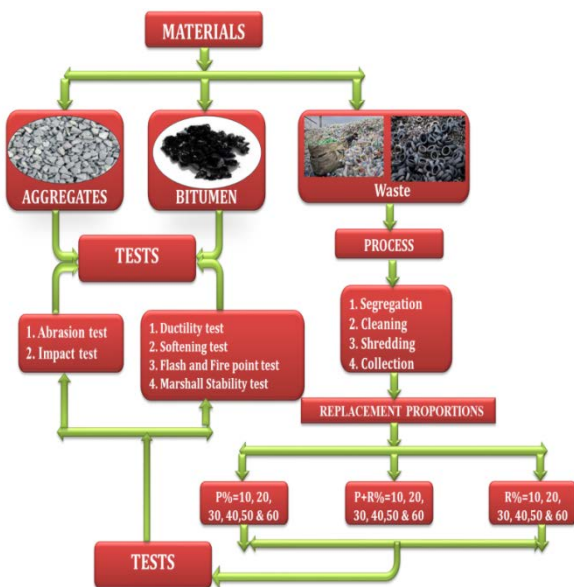 MATERIALS
AGGREGATES
BITUMEN
Waste
TESTS
PROCESS
1. Abrasion test
2. Impact test
1. Ductility test
2. Softening test
3. Flash and Fire point test
4. Marshall Stability test
1. Segregation
2. Cleaning
3. Shredding
4. Collection
REPLACEMENT PROPORTIONS
P%=10, 20,
30, 40,50 & 60
P+R%=10, 20,
30, 40,50 & 60
R%=10, 20,
30, 40,50 & 60
TESTS